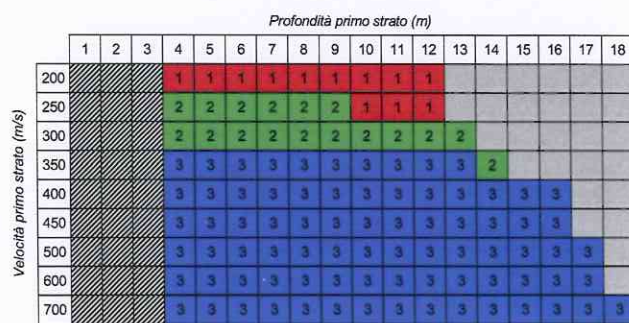 Profondità primo strato (m)
1 2 3 4 5 6 7 8 9 10 11 12 13 14 15 16 17 18
Velocità primo strato (m/s)
200 1 1 1 1 1 1 1 1 1
250 2 2 2 2 2 2 1 1 1
300 2 2 2 2 2 2 2 2 2 2
350 3 3 3 3 3 3 3 3 3 3 2
400 3 3 3 3 3 3 3 3 3 3 3 3 3
450 3 3 3 3 3 3 3 3 3 3 3 3 3
500 3 3 3 3 3 3 3 3 3 3 3 3 3 3
600 3 3 3 3 3 3 3 3 3 3 3 3 3 3
700 3 3 3 3 3 3 3 3 3 3 3 3 3 3 3